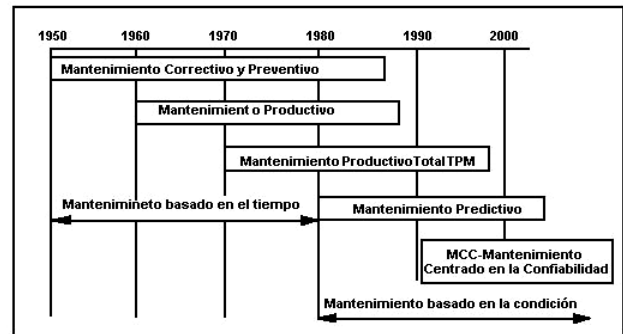 1950 1960 1970 1980 1990 2000
Mantenimiento Correctivo y Preventivo
Mantenimiento Productivo
Mantenimiento ProductivoTotal TPM
Mantenimineto basado en el tiempo
Mantenimiento Predictivo
MCC-Mantenimiento
Centrado en la Confiabilidad
Mantenimiento basado en la condición